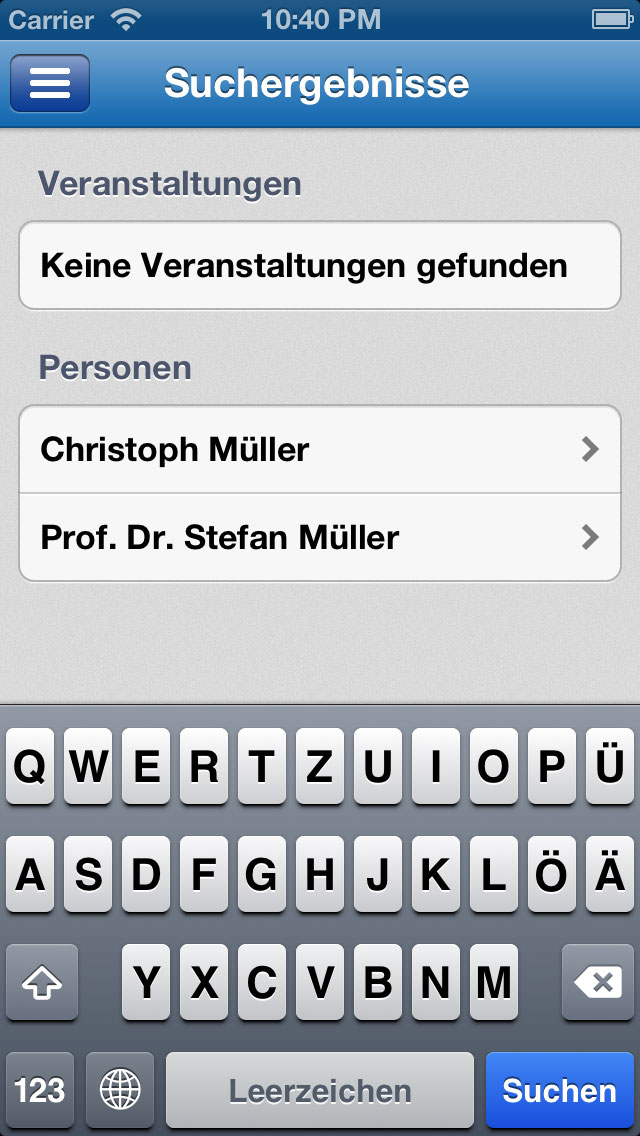 Carrier 10:40 PM
Suchergebnisse
Veranstaltungen
Keine Veranstaltungen gefunden
Personen
Christoph Müller
Prof. Dr. Stefan Müller
Q W E R T Z U I O P Ü
A S D F G H J K L Ö Ä
Y X C V B N M
123 Leerzeichen Suchen